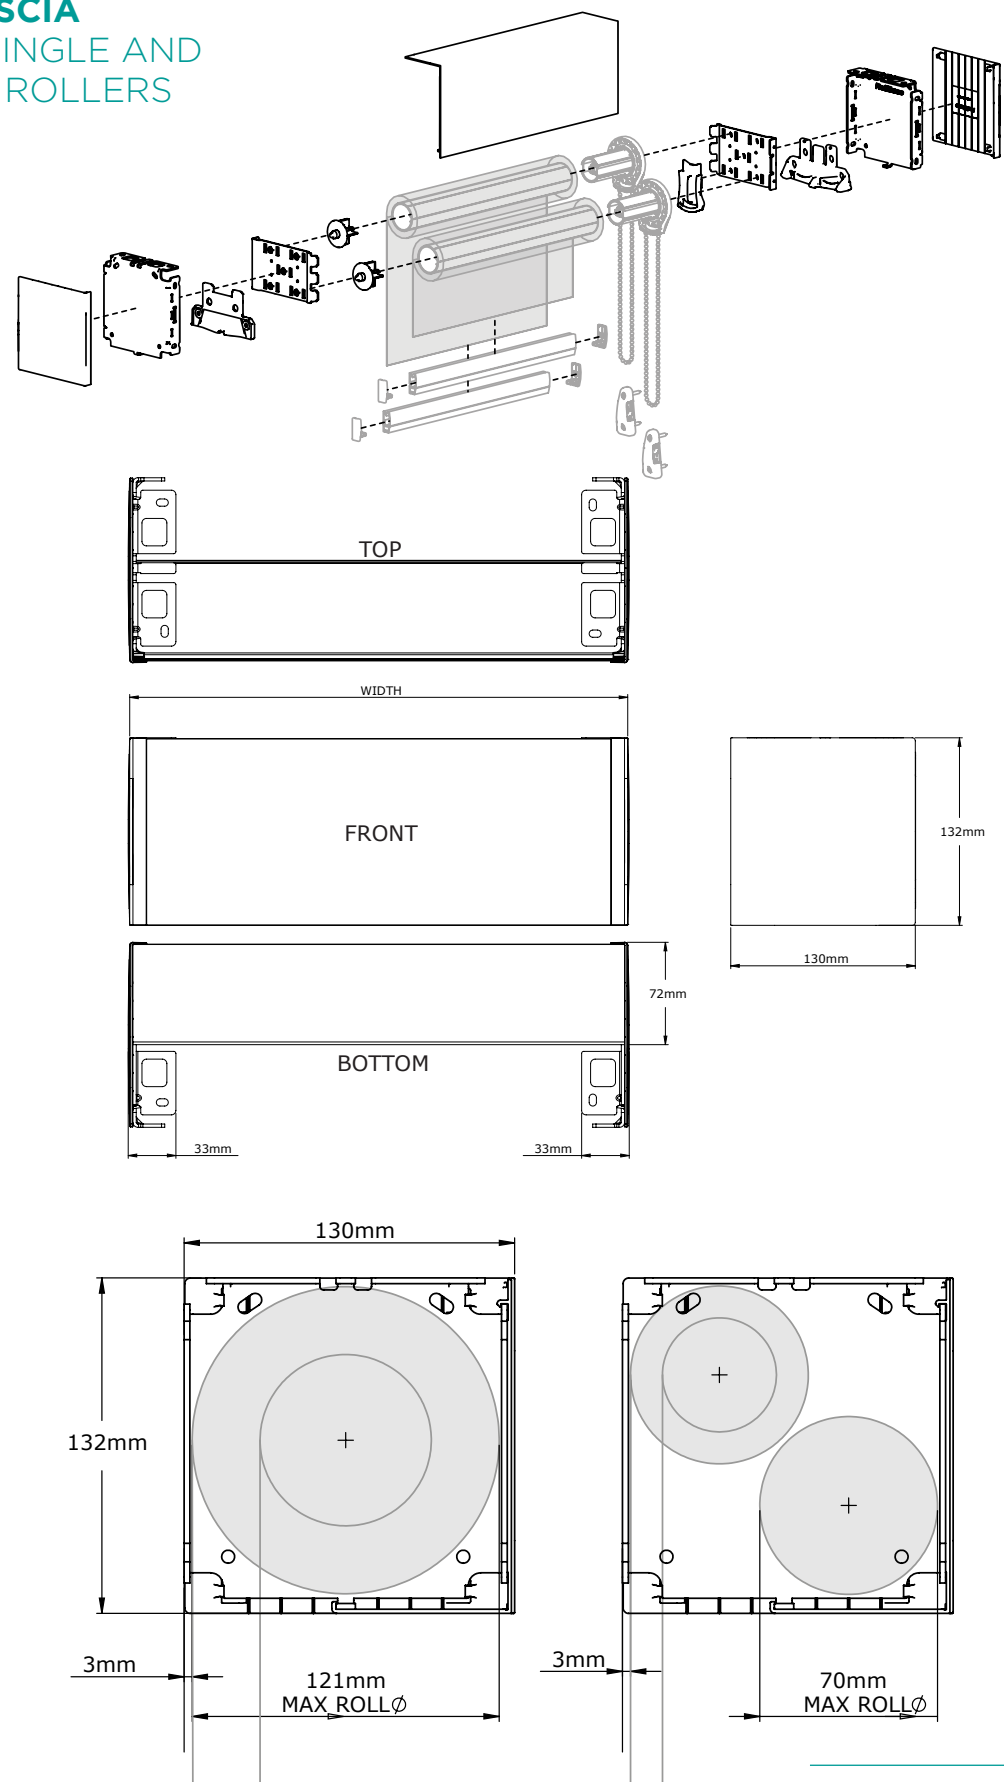 SCIA
INGLE AND
ROLLERS
TOP
WIDTH
FRONT
132mm
130mm
72mm
BOTTOM
33mm
33mm
130mm
132mm
3mm
121mm
MAX ROLLØ
3mm
70mm
MAX ROLLØ